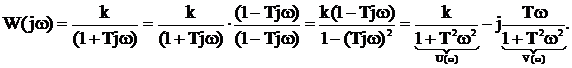 W(jω) = k/(1+Tjω) = k/(1+Tjω) · (1−Tjω)/(1−Tjω) = k(1−Tjω)/(1−(Tjω)²) = k/(1+T²ω²) − j Tω/(1+T²ω²).
U(ω) V(ω)